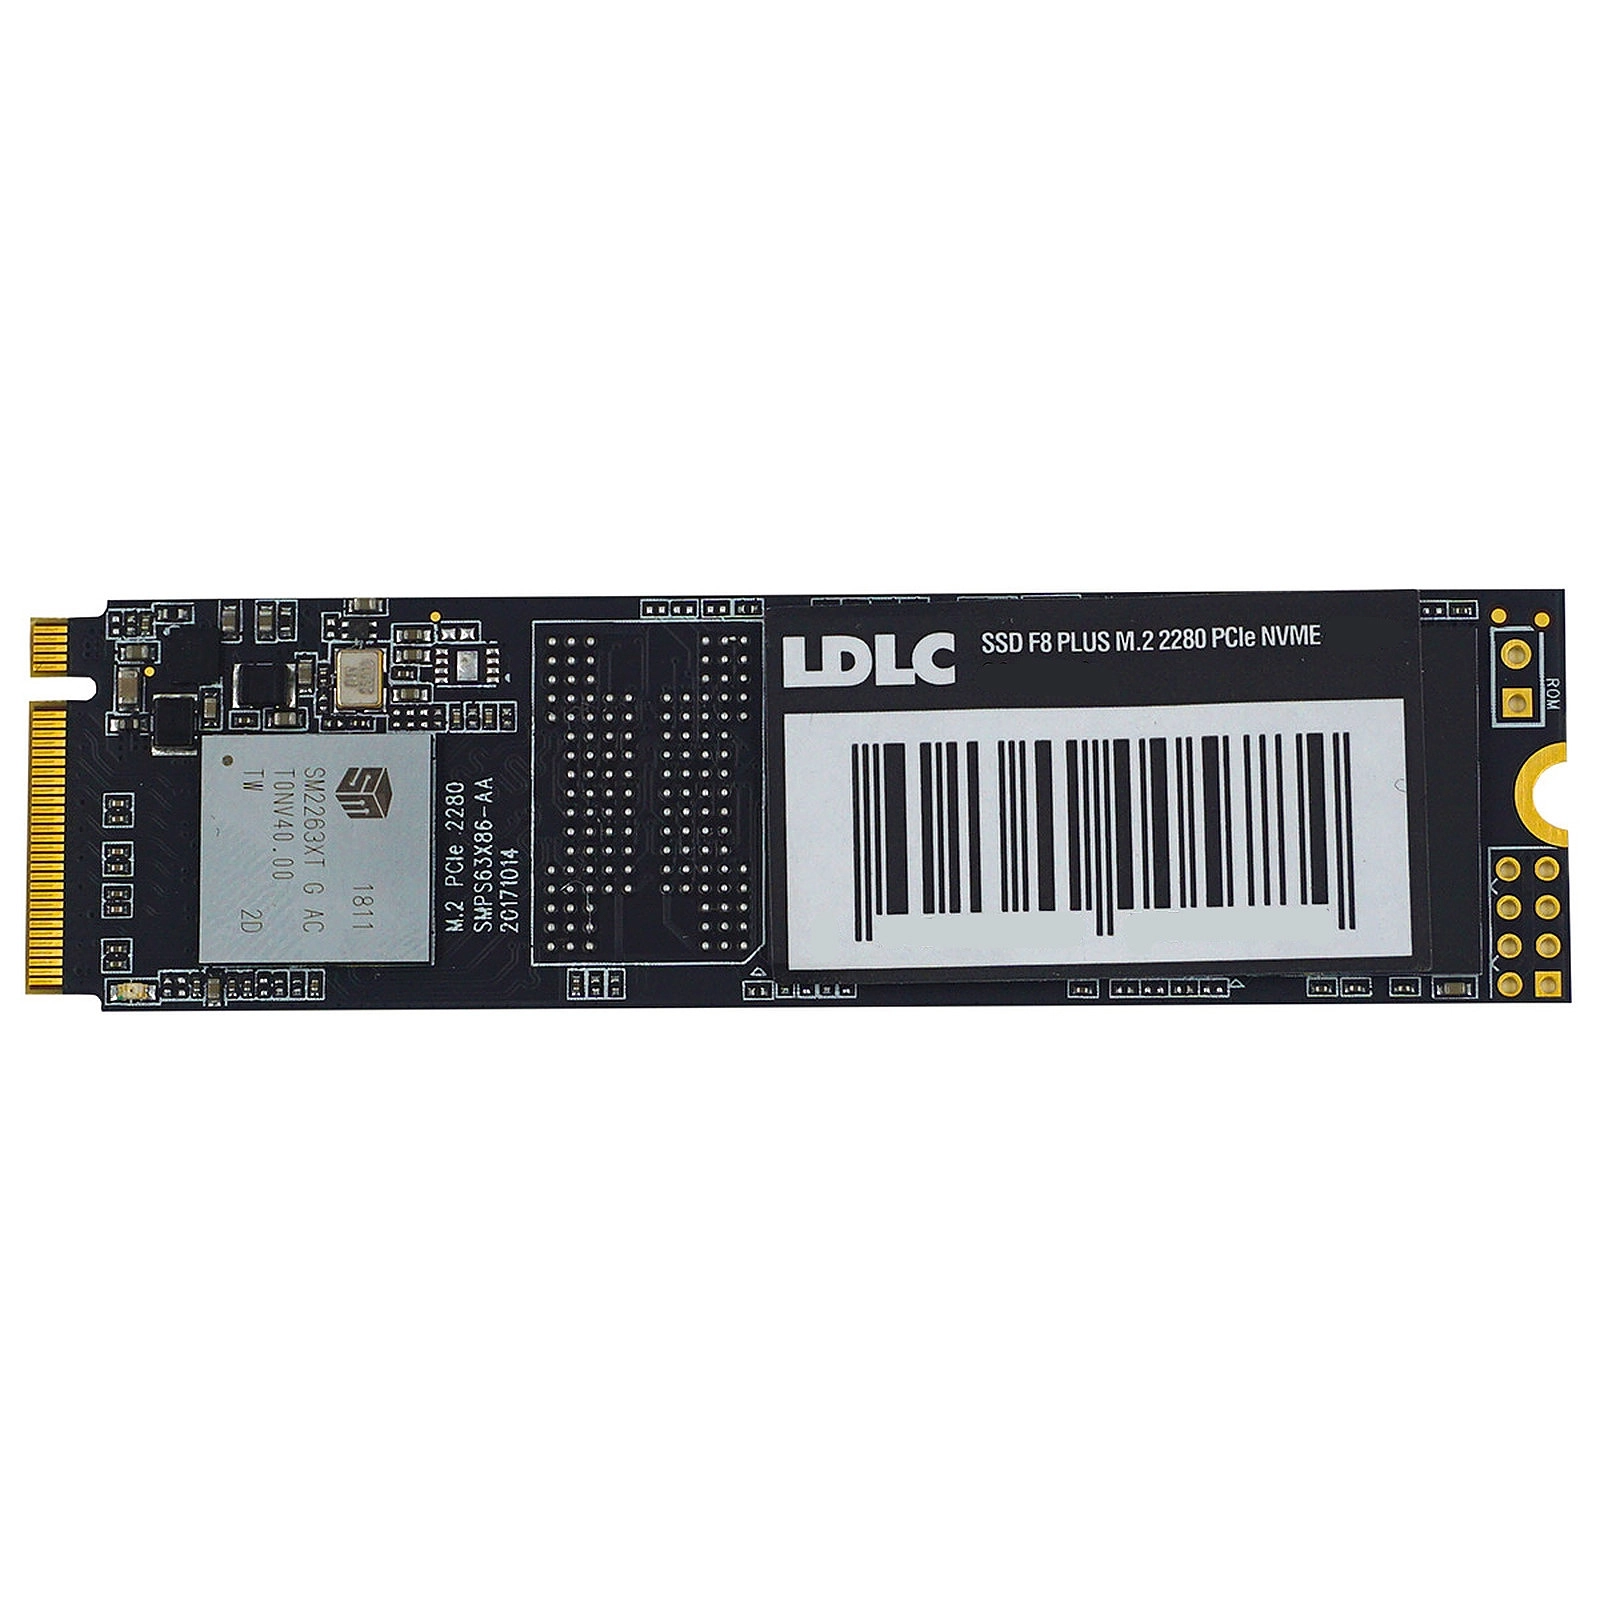 LDLC
SSD F8 PLUS M.2 2280 PCIe NVME
ROM
SM2263XT G AC
TONV40.00
TW 2D
1811
M.2 PCIe 2280
SMPS63X86-AA
20171014